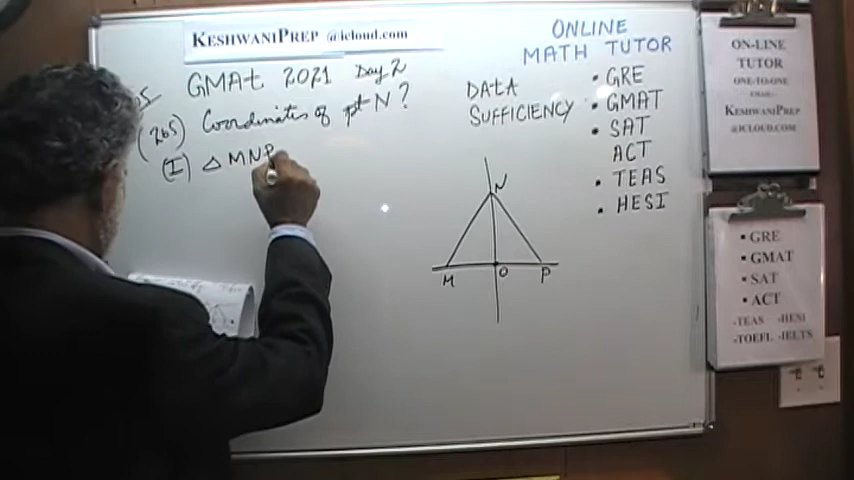 KESHWANIPREP @icloud.com
GMAt 2021 Day 2
(265) Coordinates of pt N?
(I) △ MNP
DATA
SUFFICIENCY
N
M
O
P
ONLINE
MATH TUTOR
• GRE
• GMAT
• SAT
ACT
• TEAS
• HESI
ON-LINE
TUTOR
ONE-TO-ONE
KESHWANIPREP
@ICLOUD.COM
• GRE
• GMAT
• SAT
• ACT
-TEAS -HESI
-TOEFL -IELTS